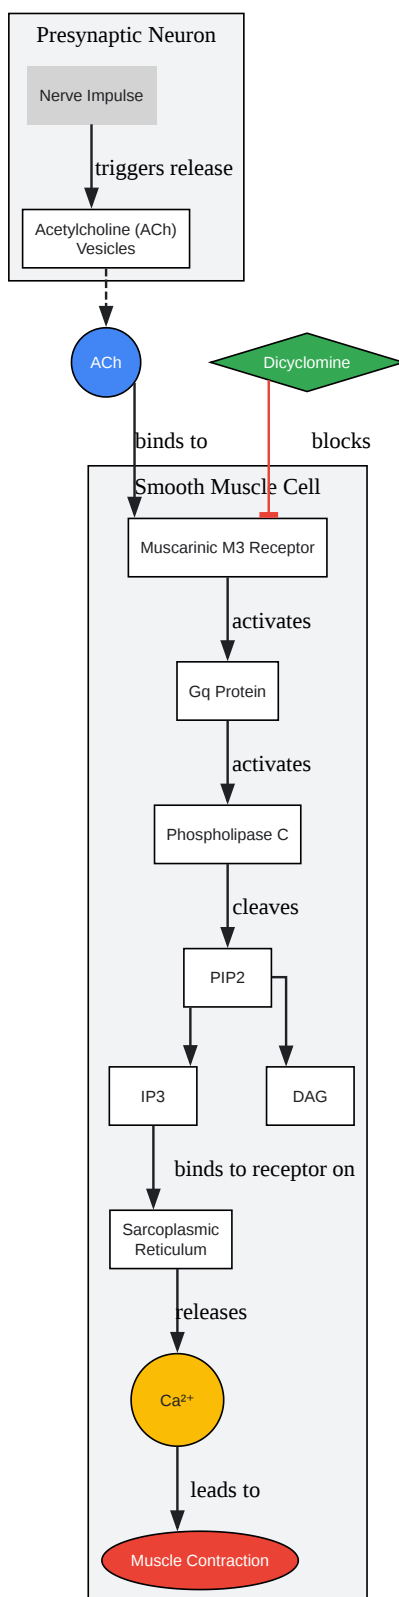 Presynaptic Neuron
Nerve Impulse
triggers release
Acetylcholine (ACh)
Vesicles
ACh
Dicyclomine
binds to
blocks
Smooth Muscle Cell
Muscarinic M3 Receptor
activates
Gq Protein
activates
Phospholipase C
cleaves
PIP2
IP3
DAG
binds to receptor on
Sarcoplasmic
Reticulum
releases
Ca²⁺
leads to
Muscle Contraction